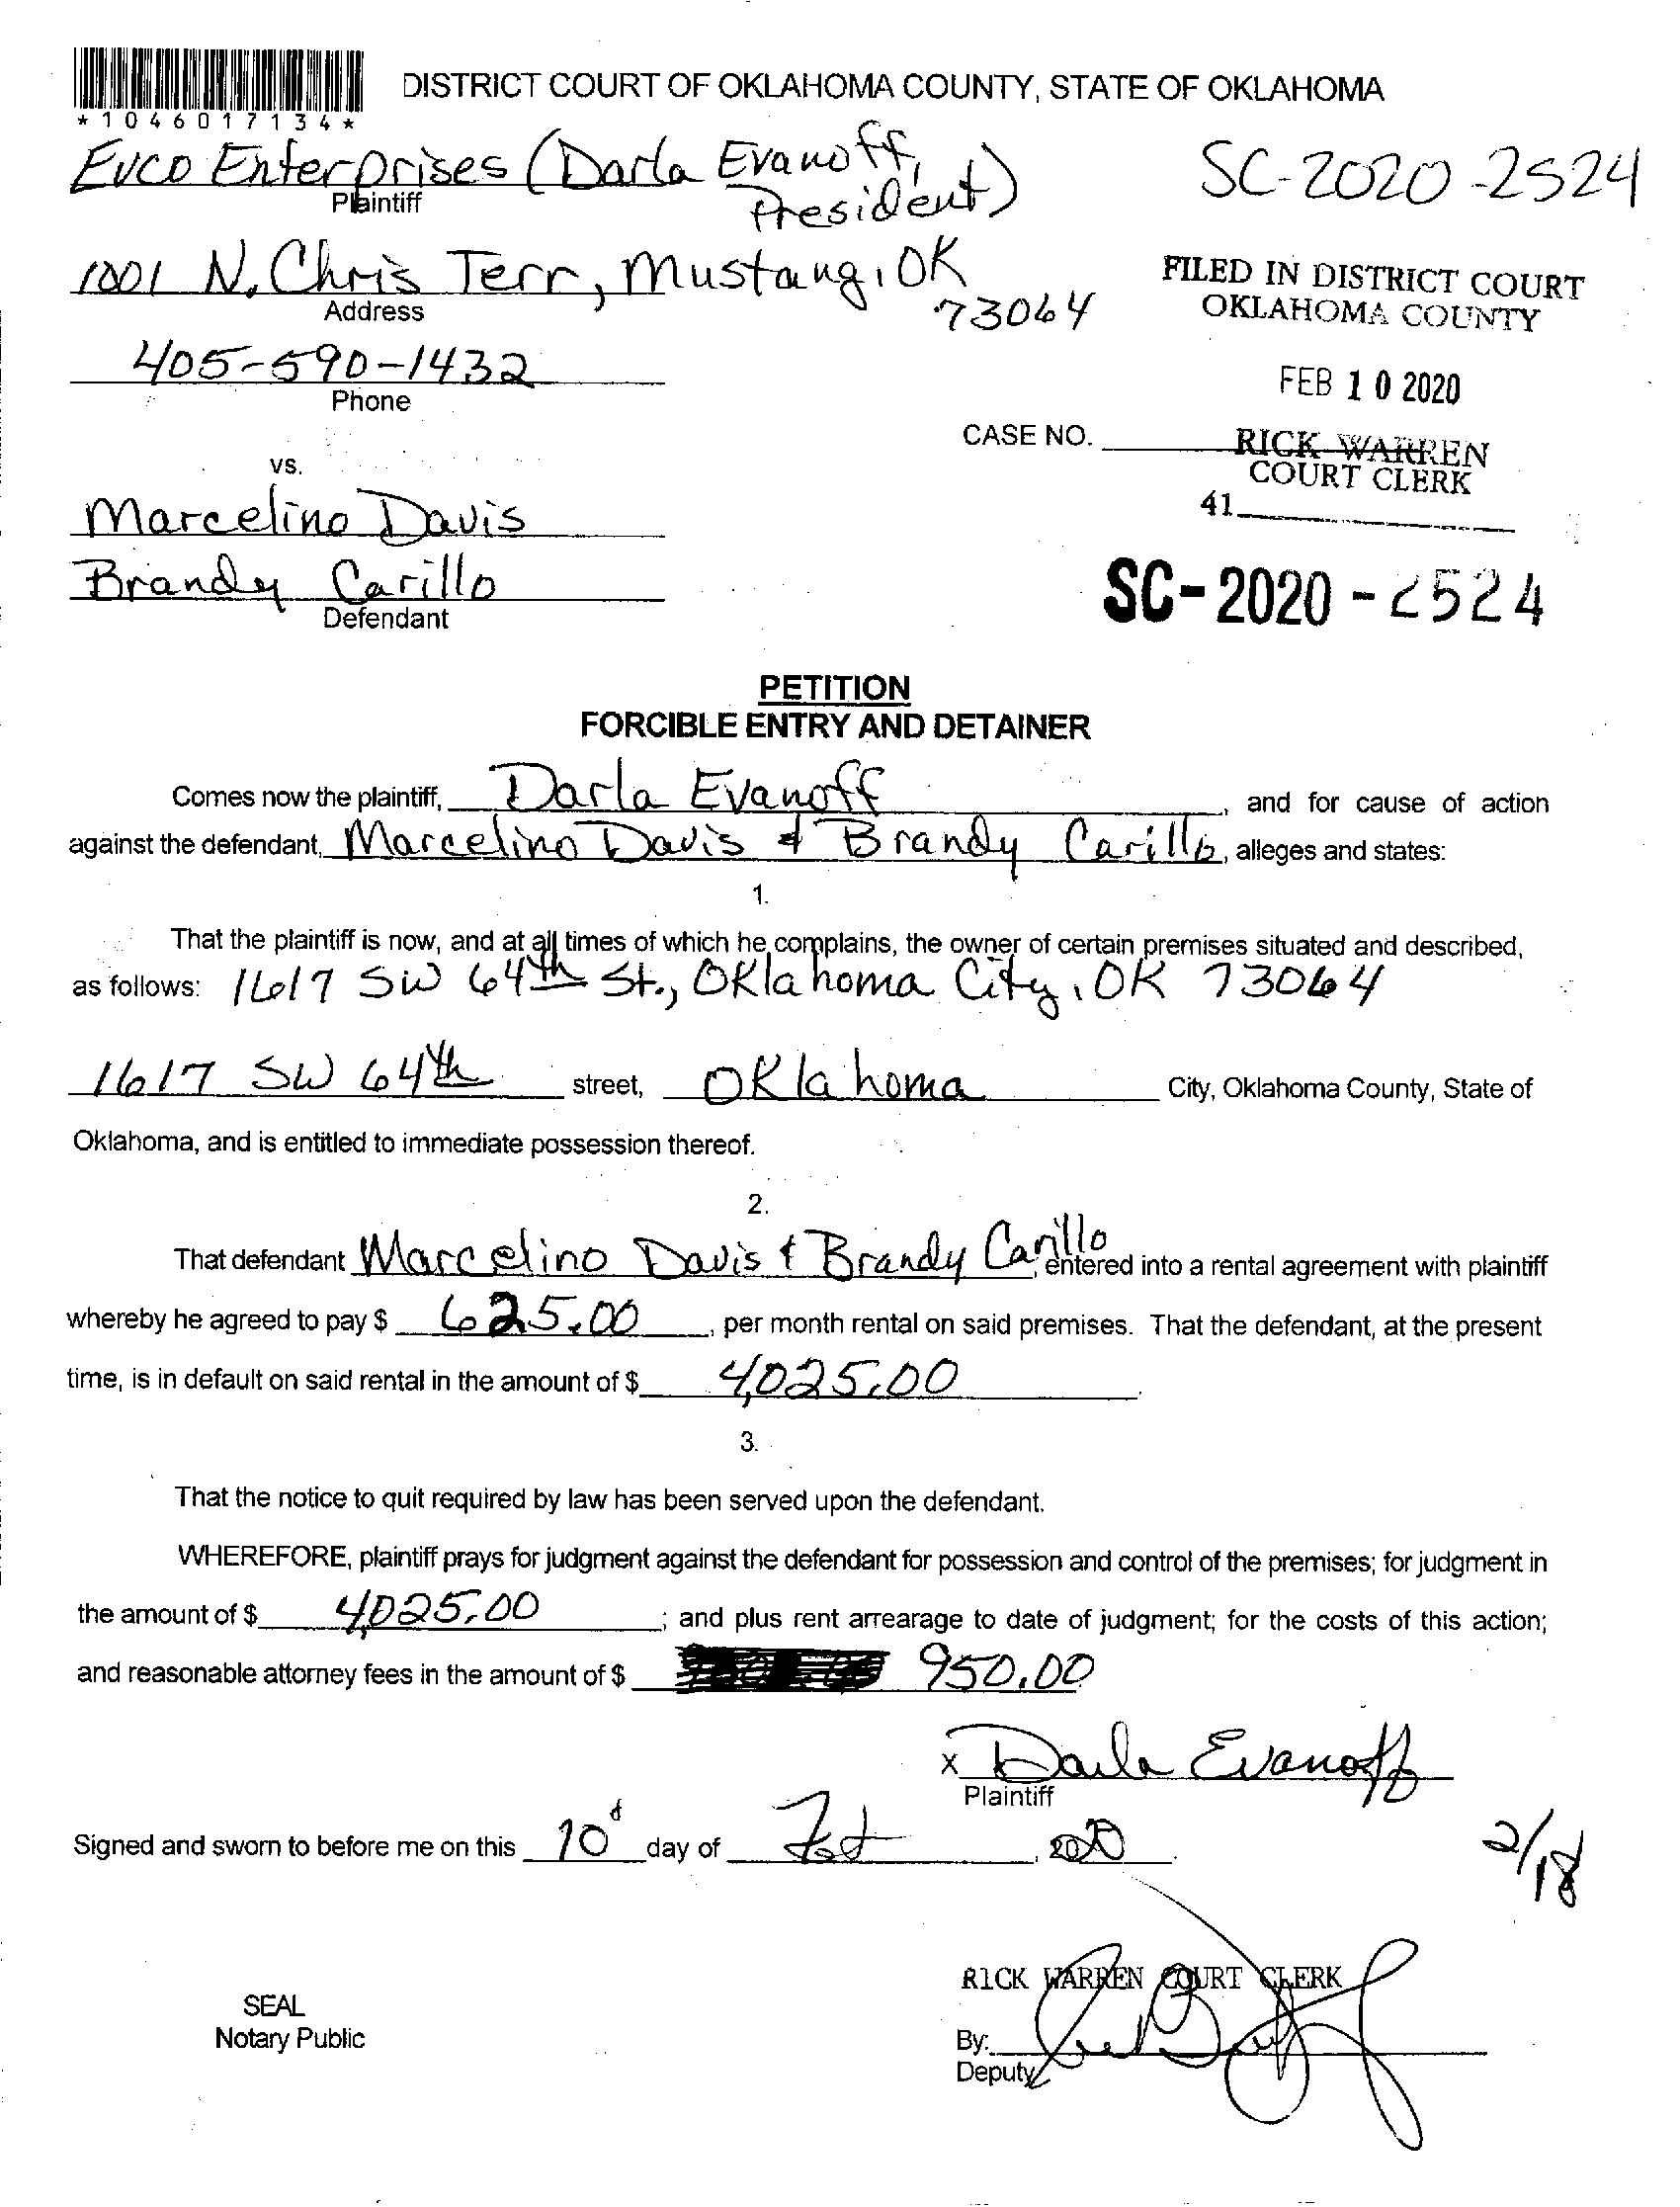 *1046017134*
DISTRICT COURT OF OKLAHOMA COUNTY, STATE OF OKLAHOMA
Evco Enterprises (Darla Evanoff, President)
Plaintiff
SC-2020-2524
1001 N. Chris Terr, Mustang, OK 73064
Address
FILED IN DISTRICT COURT
OKLAHOMA COUNTY
405-590-1432
Phone
FEB 10 2020
CASE NO.
RICK WARREN
COURT CLERK
41
vs.
Marcelino Davis
Brandy Carillo
Defendant
SC-2020-2524
PETITION
FORCIBLE ENTRY AND DETAINER
Comes now the plaintiff, Darla Evanoff, and for cause of action
against the defendant, Marcelino Davis & Brandy Carillo, alleges and states:
1.
That the plaintiff is now, and at all times of which he complains, the owner of certain premises situated and described,
as follows: 1617 SW 64th St., Oklahoma City, OK 73064
1617 SW 64th street, Oklahoma City, Oklahoma County, State of
Oklahoma, and is entitled to immediate possession thereof.
2.
That defendant Marcelino Davis & Brandy Carillo, entered into a rental agreement with plaintiff
whereby he agreed to pay $ 625.00, per month rental on said premises. That the defendant, at the present
time, is in default on said rental in the amount of $ 4,025.00.
3.
That the notice to quit required by law has been served upon the defendant.
WHEREFORE, plaintiff prays for judgment against the defendant for possession and control of the premises; for judgment in
the amount of $ 4,025.00; and plus rent arrearage to date of judgment; for the costs of this action;
and reasonable attorney fees in the amount of $ 950.00
x Darla Evanoff
Plaintiff
Signed and sworn to before me on this 10 day of Feb, 2020.
2/18
RICK WARREN COURT CLERK
SEAL
Notary Public
By:
Deputy